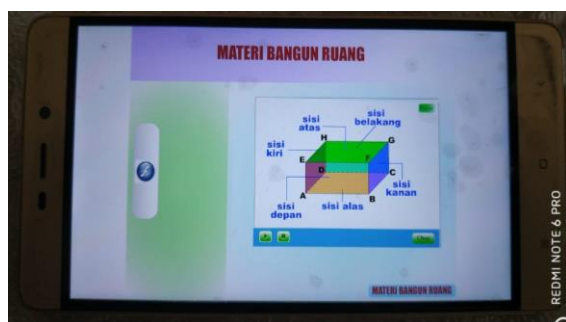 MATERI BANGUN RUANG
sisi
atas
sisi
belakang
H
G
sisi
kiri
E
F
D
C
sisi
kanan
A
B
sisi
depan
sisi alas
MATERI BANGUN RUANG
REDMI NOTE 6 PRO